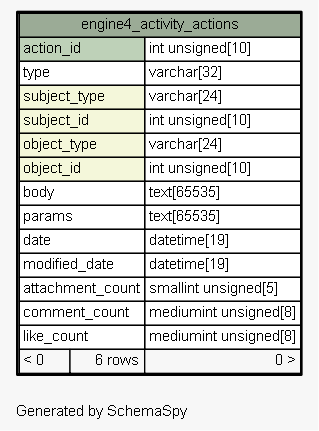 engine4_activity_actions
action_id int unsigned[10]
type varchar[32]
subject_type varchar[24]
subject_id int unsigned[10]
object_type varchar[24]
object_id int unsigned[10]
body text[65535]
params text[65535]
date datetime[19]
modified_date datetime[19]
attachment_count smallint unsigned[5]
comment_count mediumint unsigned[8]
like_count mediumint unsigned[8]
< 0 6 rows 0 >
Generated by SchemaSpy